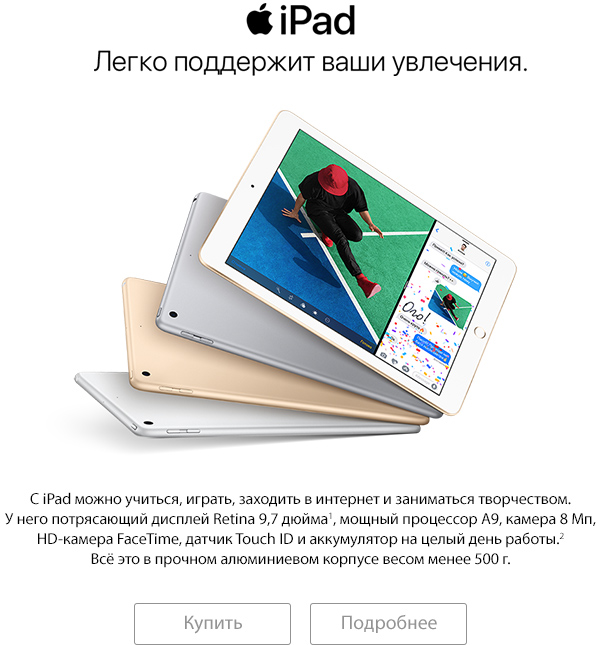 iPad
Легко поддержит ваши увлечения.
Ого!
С iPad можно учиться, играть, заходить в интернет и заниматься творчеством.
У него потрясающий дисплей Retina 9,7 дюйма¹, мощный процессор A9, камера 8 Мп,
HD-камера FaceTime, датчик Touch ID и аккумулятор на целый день работы.²
Всё это в прочном алюминиевом корпусе весом менее 500 г.
Купить
Подробнее